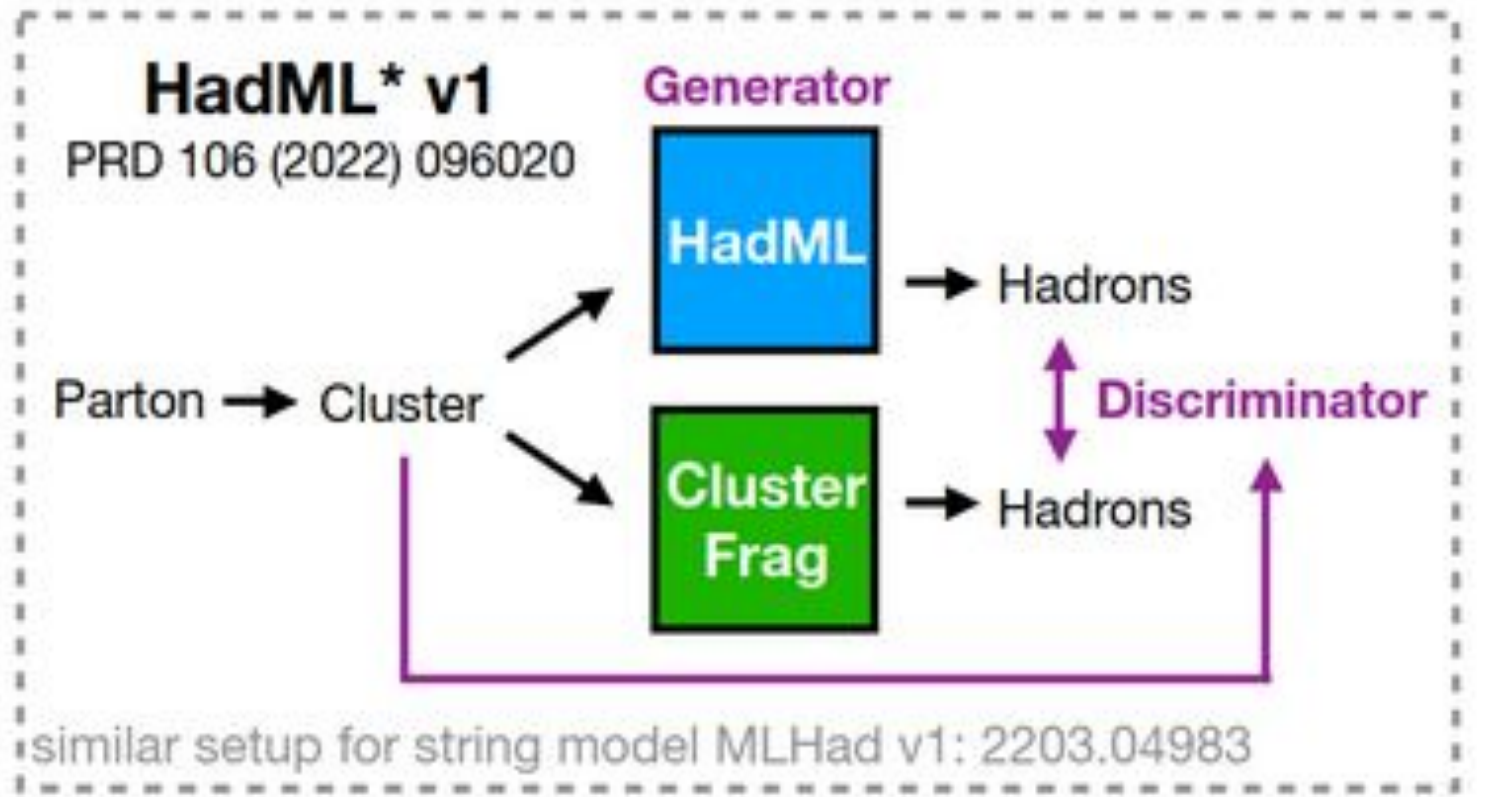 HadML* v1
PRD 106 (2022) 096020
Generator
HadML
Hadrons
Parton
Cluster
Discriminator
Cluster
Frag
Hadrons
similar setup for string model MLHad v1: 2203.04983